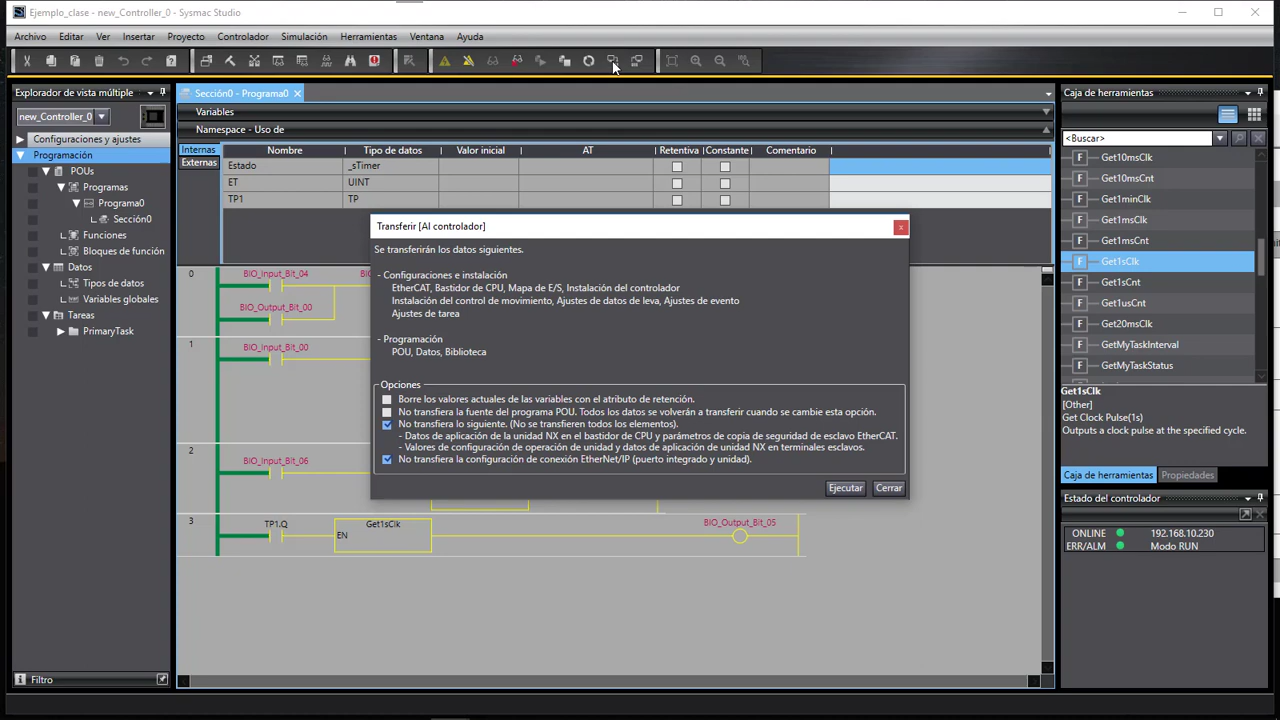 Ejemplo_clase - new_Controller_0 - Sysmac Studio
Archivo Editar Ver Insertar Proyecto Controlador Simulación Herramientas Ventana Ayuda
Explorador de vista múltiple
new_Controller_0
Configuraciones y ajustes
Programación
POUs
Programas
Programa0
Sección0
Funciones
Bloques de función
Datos
Tipos de datos
Variables globales
Tareas
PrimaryTask
Filtro
Sección0 - Programa0
Variables
Namespace - Uso de
Internas
Externas
Nombre Tipo de datos Valor inicial AT Retentiva Constante Comentario
Estado _sTimer
ET UINT
TP1 TP
Transferir [Al controlador]
x
Se transferirán los datos siguientes.
- Configuraciones e instalación
EtherCAT, Bastidor de CPU, Mapa de E/S, Instalación del controlador
Instalación del control de movimiento, Ajustes de datos de leva, Ajustes de evento
Ajustes de tarea
- Programación
POU, Datos, Biblioteca
Opciones
Borre los valores actuales de las variables con el atributo de retención.
No transfiera la fuente del programa POU. Todos los datos se volverán a transferir cuando se cambie esta opción.
No transfiera lo siguiente. (No se transfieren todos los elementos).
- Datos de aplicación de la unidad NX en el bastidor de CPU y parámetros de copia de seguridad de esclavo EtherCAT.
- Valores de configuración de operación de unidad y datos de aplicación de unidad NX en terminales esclavos.
No transfiera la configuración de conexión EtherNet/IP (puerto integrado y unidad).
Ejecutar Cerrar
0
BIO_Input_Bit_04
BIO_Output_Bit_00
1
BIO_Input_Bit_00
2
BIO_Input_Bit_06
3
TP1.Q
Get1sClk
EN
BIO_Output_Bit_05
Caja de herramientas
<Buscar>
F Get10msClk
F Get10msCnt
F Get1minClk
F Get1msClk
F Get1msCnt
F Get1sClk
F Get1sCnt
F Get1usCnt
F Get20msClk
F GetMyTaskInterval
F GetMyTaskStatus
Get1sClk
[Other]
Get Clock Pulse(1s)
Outputs a clock pulse at the specified cycle.
Caja de herramientas Propiedades
Estado del controlador
ONLINE 192.168.10.230
ERR/ALM Modo RUN